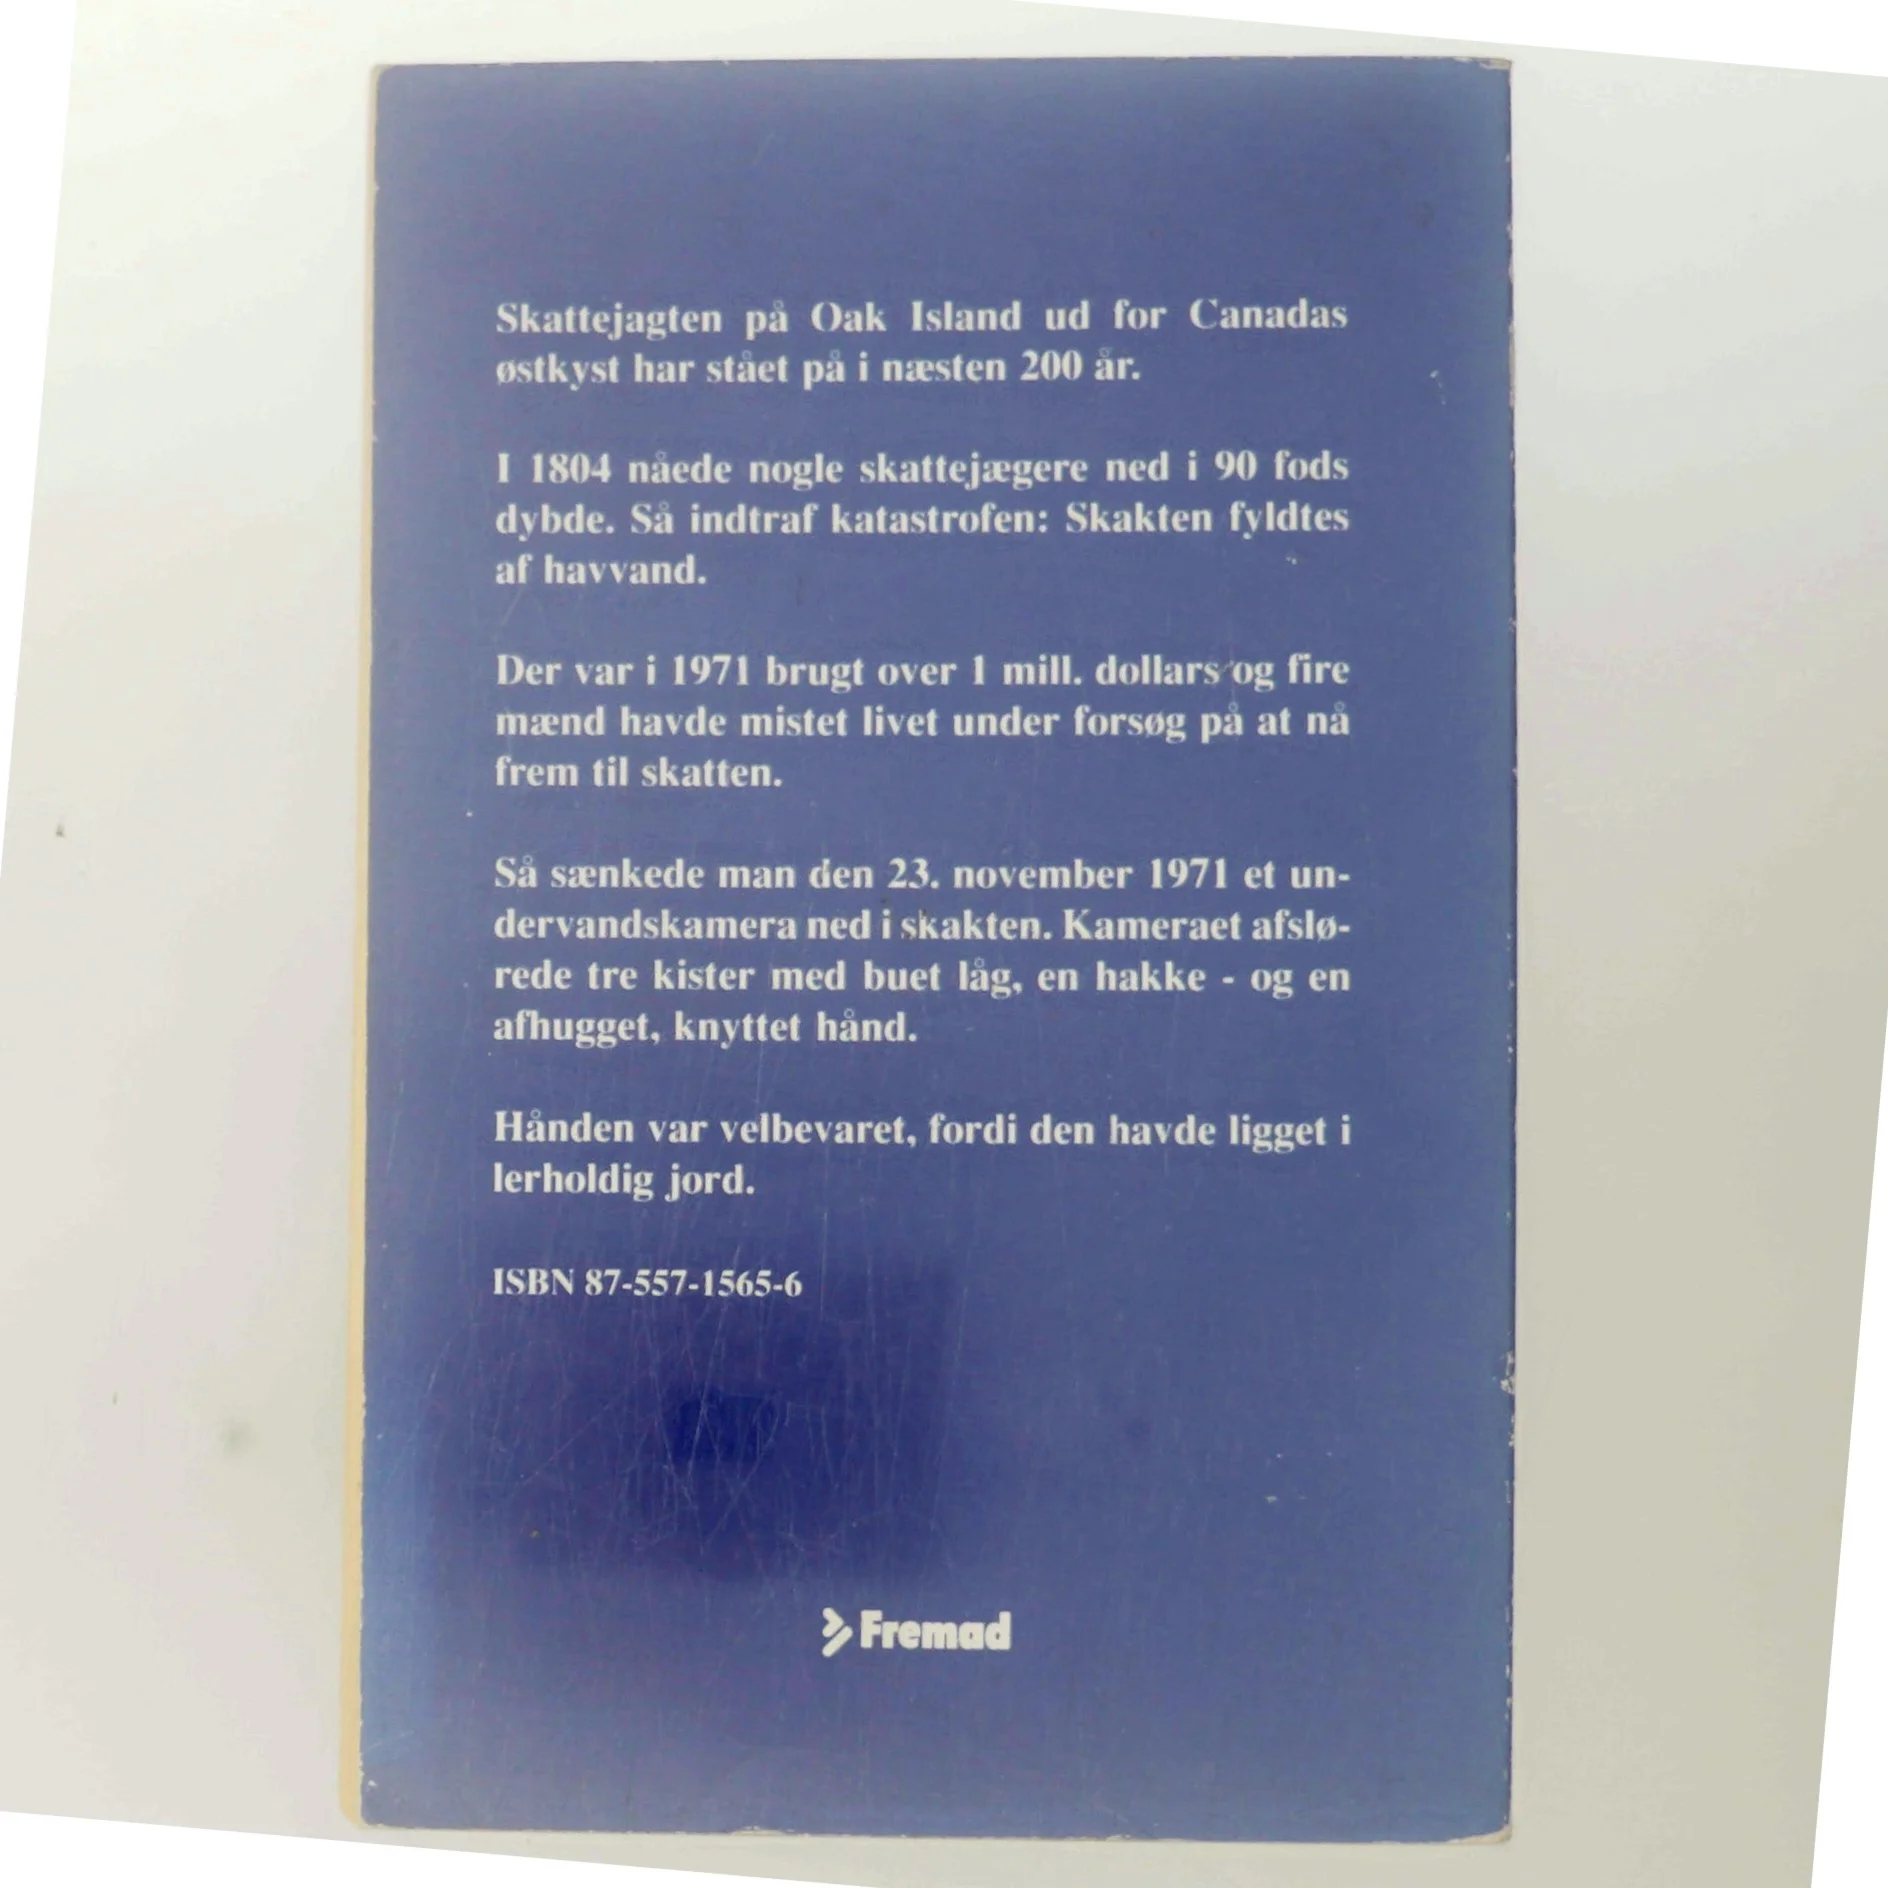 Skattejagten på Oak Island ud for Canadas
østkyst har stået på i næsten 200 år.
I 1804 nåede nogle skattejægere ned i 90 fods
dybde. Så indtraf katastrofen: Skakten fyldtes
af havvand.
Der var i 1971 brugt over 1 mill. dollars og fire
mænd havde mistet livet under forsøg på at nå
frem til skatten.
Så sænkede man den 23. november 1971 et un-
dervandskamera ned i skakten. Kameraet afslø-
rede tre kister med buet låg, en hakke - og en
afhugget, knyttet hånd.
Hånden var velbevaret, fordi den havde ligget i
lerholdig jord.
ISBN 87-557-1565-6
Fremad